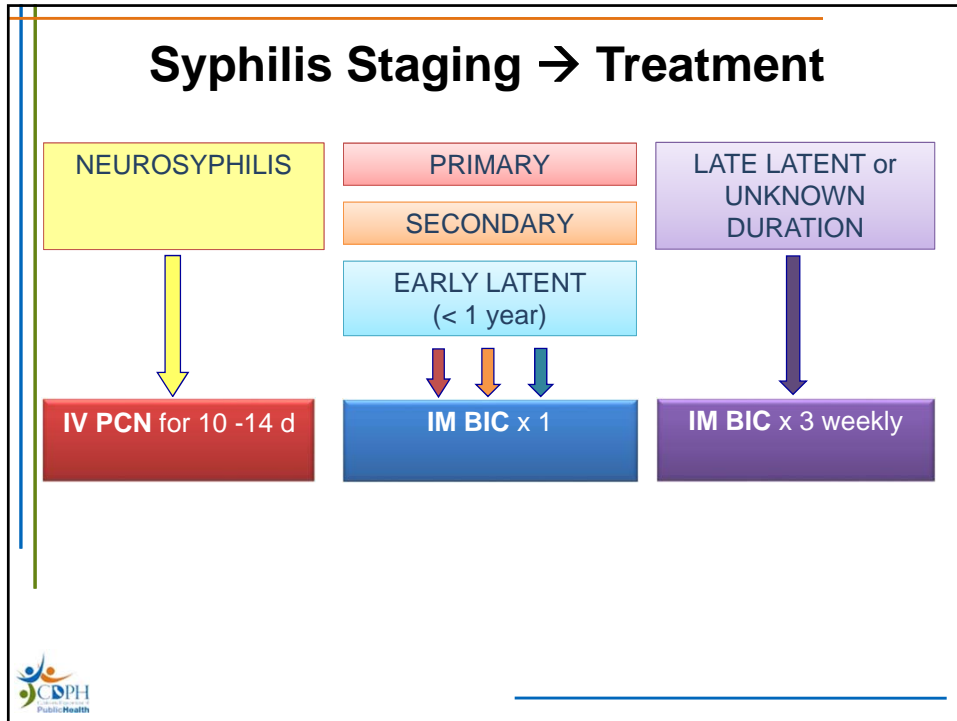 Syphilis Staging → Treatment
NEUROSYPHILIS
IV PCN for 10 -14 d
PRIMARY
SECONDARY
EARLY LATENT
(< 1 year)
IM BIC x 1
LATE LATENT or
UNKNOWN
DURATION
IM BIC x 3 weekly
CDPH
PublicHealth